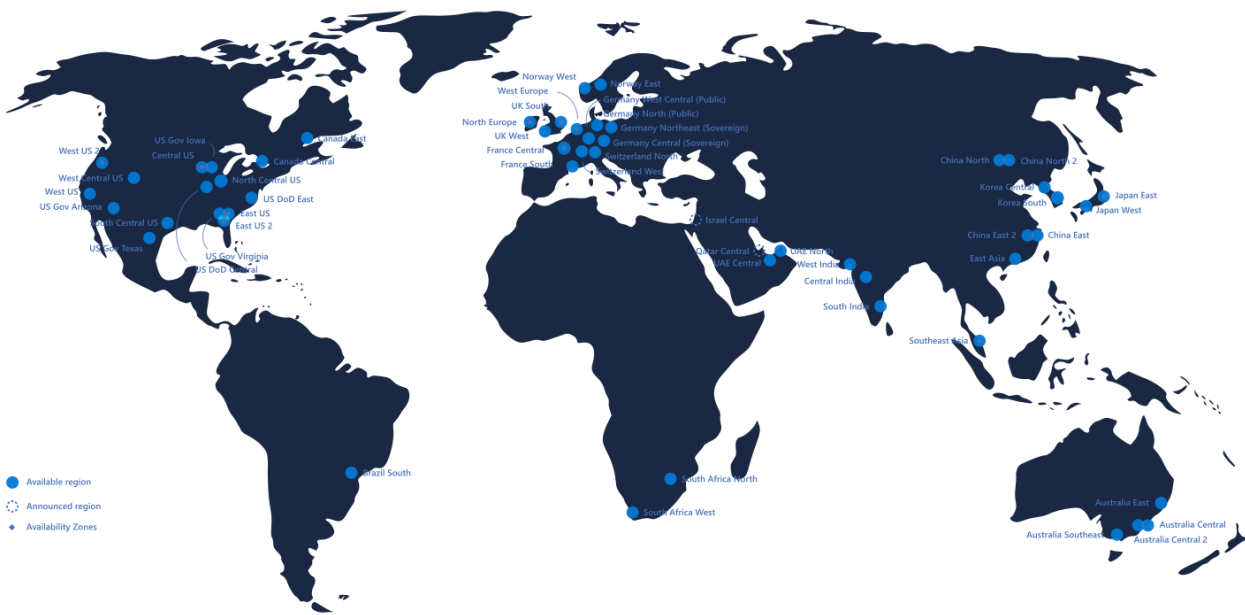 Norway West
Norway East
West Europe
Germany West Central (Public)
UK South
Germany North (Public)
North Europe
Germany Northeast (Sovereign)
UK West
Germany Central (Sovereign)
France Central
Switzerland North
France South
Switzerland West
US Gov Iowa
Canada East
West US 2
Central US
Canada Central
West Central US
North Central US
West US
US DoD East
US Gov Arizona
East US
South Central US
East US 2
US Gov Texas
US Gov Virginia
US DoD Central
Israel Central
Qatar Central
UAE North
UAE Central
West India
Central India
South India
China North
China North 2
Korea Central
Japan East
Korea South
Japan West
China East 2
China East
East Asia
Southeast Asia
Brazil South
South Africa North
South Africa West
Australia East
Australia Central
Australia Southeast
Australia Central 2
Available region
Announced region
Availability Zones